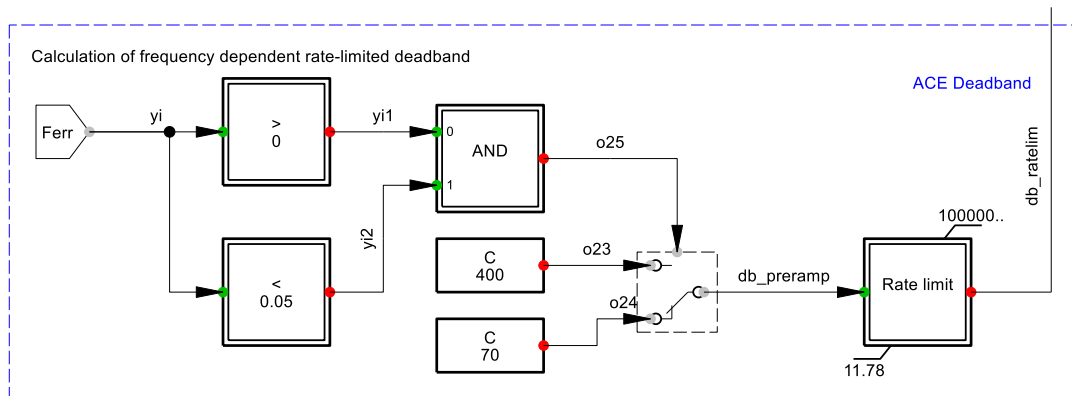 Calculation of frequency dependent rate-limited deadband
ACE Deadband
Ferr
yi
>
0
yi1
0
AND
1
o25
yi2
<
0.05
C
400
o23
C
70
o24
db_preramp
Rate limit
100000..
11.78
db_ratelim